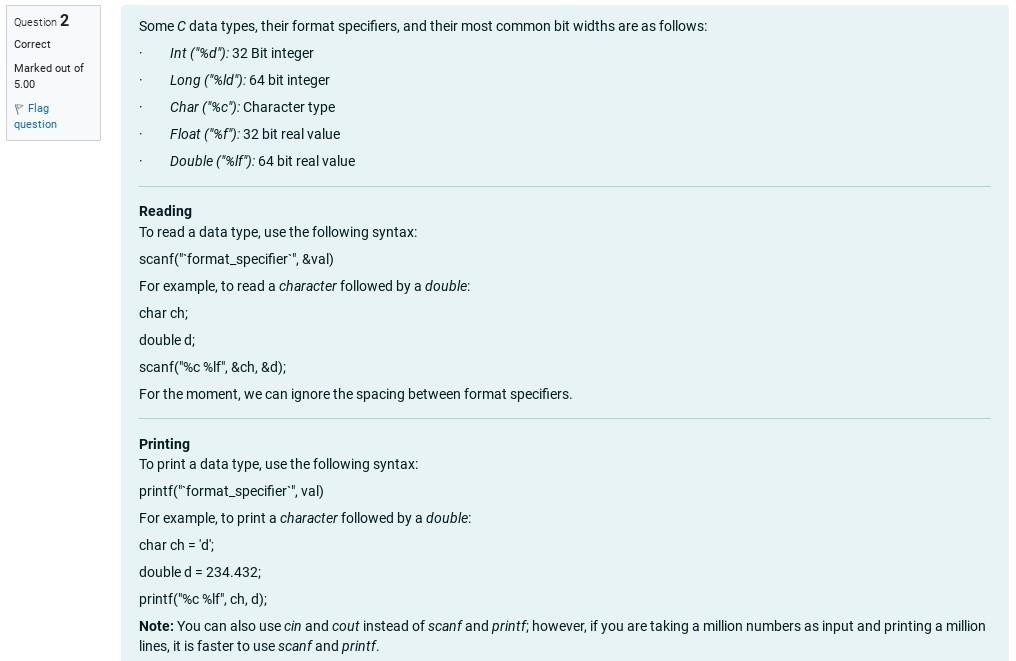 Question 2
Correct
Marked out of
5.00
Flag
question
Some C data types, their format specifiers, and their most common bit widths are as follows:
· Int ("%d"): 32 Bit integer
· Long ("%ld"): 64 bit integer
· Char ("%c"): Character type
· Float ("%f"): 32 bit real value
· Double ("%lf"): 64 bit real value
Reading
To read a data type, use the following syntax:
scanf("`format_specifier`", &val)
For example, to read a character followed by a double:
char ch;
double d;
scanf("%c %lf", &ch, &d);
For the moment, we can ignore the spacing between format specifiers.
Printing
To print a data type, use the following syntax:
printf("`format_specifier`", val)
For example, to print a character followed by a double:
char ch = 'd';
double d = 234.432;
printf("%c %lf", ch, d);
Note: You can also use cin and cout instead of scanf and printf; however, if you are taking a million numbers as input and printing a million
lines, it is faster to use scanf and printf.